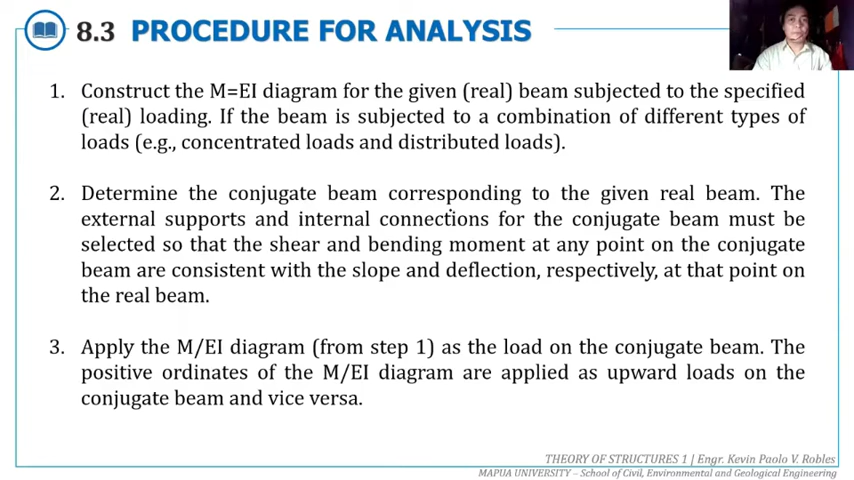 8.3 PROCEDURE FOR ANALYSIS
1. Construct the M=EI diagram for the given (real) beam subjected to the specified
(real) loading. If the beam is subjected to a combination of different types of
loads (e.g., concentrated loads and distributed loads).
2. Determine the conjugate beam corresponding to the given real beam. The
external supports and internal connections for the conjugate beam must be
selected so that the shear and bending moment at any point on the conjugate
beam are consistent with the slope and deflection, respectively, at that point on
the real beam.
3. Apply the M/EI diagram (from step 1) as the load on the conjugate beam. The
positive ordinates of the M/EI diagram are applied as upward loads on the
conjugate beam and vice versa.
THEORY OF STRUCTURES 1 | Engr. Kevin Paolo V. Robles
MAPUA UNIVERSITY – School of Civil, Environmental and Geological Engineering